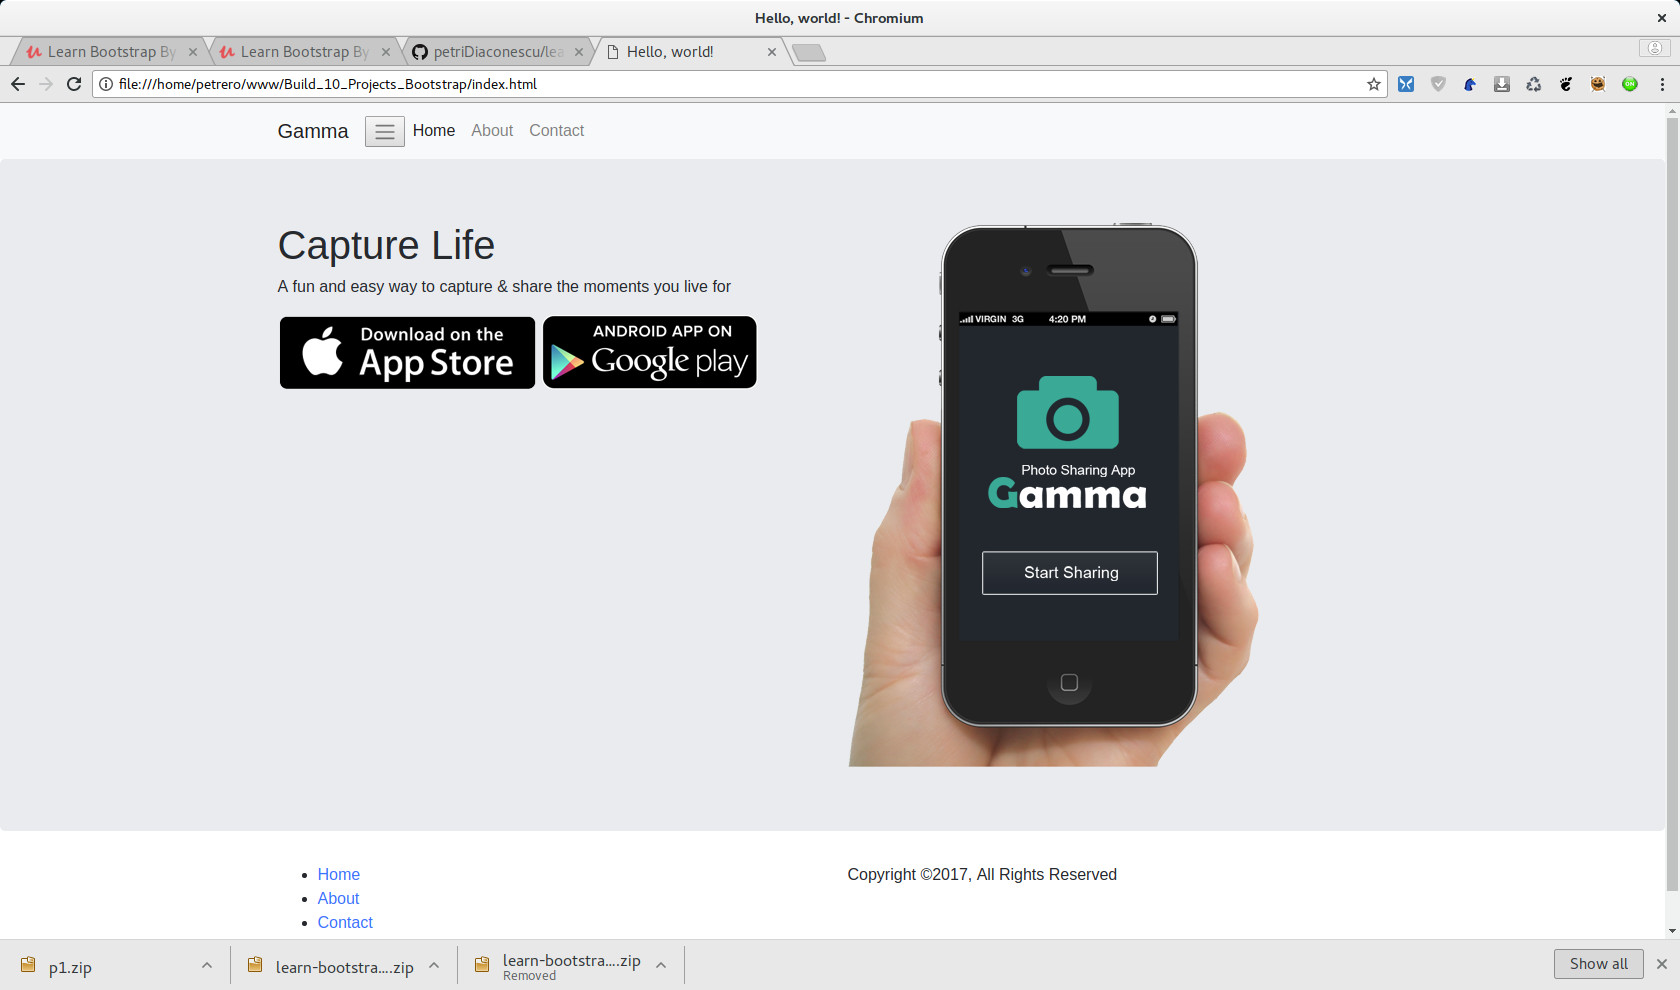 Hello, world! - Chromium
Learn Bootstrap By
Learn Bootstrap By
petriDiaconescu/lea
Hello, world!
file:///home/petrero/www/Build_10_Projects_Bootstrap/index.html
Gamma
Home
About
Contact
Capture Life
A fun and easy way to capture & share the moments you live for
Download on the
App Store
ANDROID APP ON
Google play
VIRGIN 3G 4:20 PM
Photo Sharing App
Gamma
Start Sharing
Home
About
Contact
Copyright ©2017, All Rights Reserved
p1.zip
learn-bootstra....zip
learn-bootstra....zip
Removed
Show all